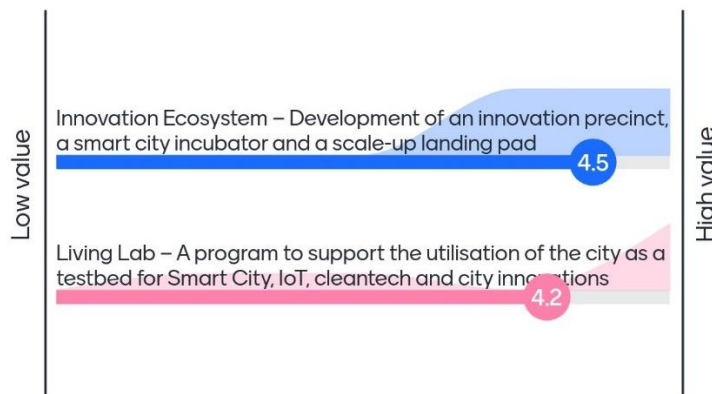 Low value
Innovation Ecosystem – Development of an innovation precinct,
a smart city incubator and a scale-up landing pad
4.5
Living Lab – A program to support the utilisation of the city as a
testbed for Smart City, IoT, cleantech and city innovations
4.2
High value